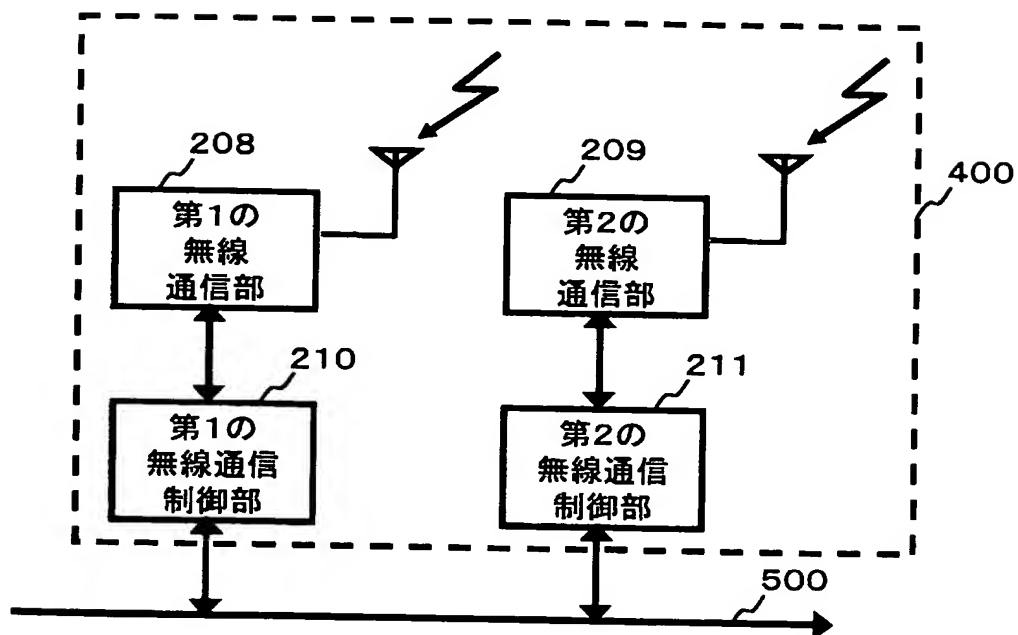 208
第1の
無線
通信部
209
第2の
無線
通信部
400
210
第1の
無線通信
制御部
211
第2の
無線通信
制御部
500